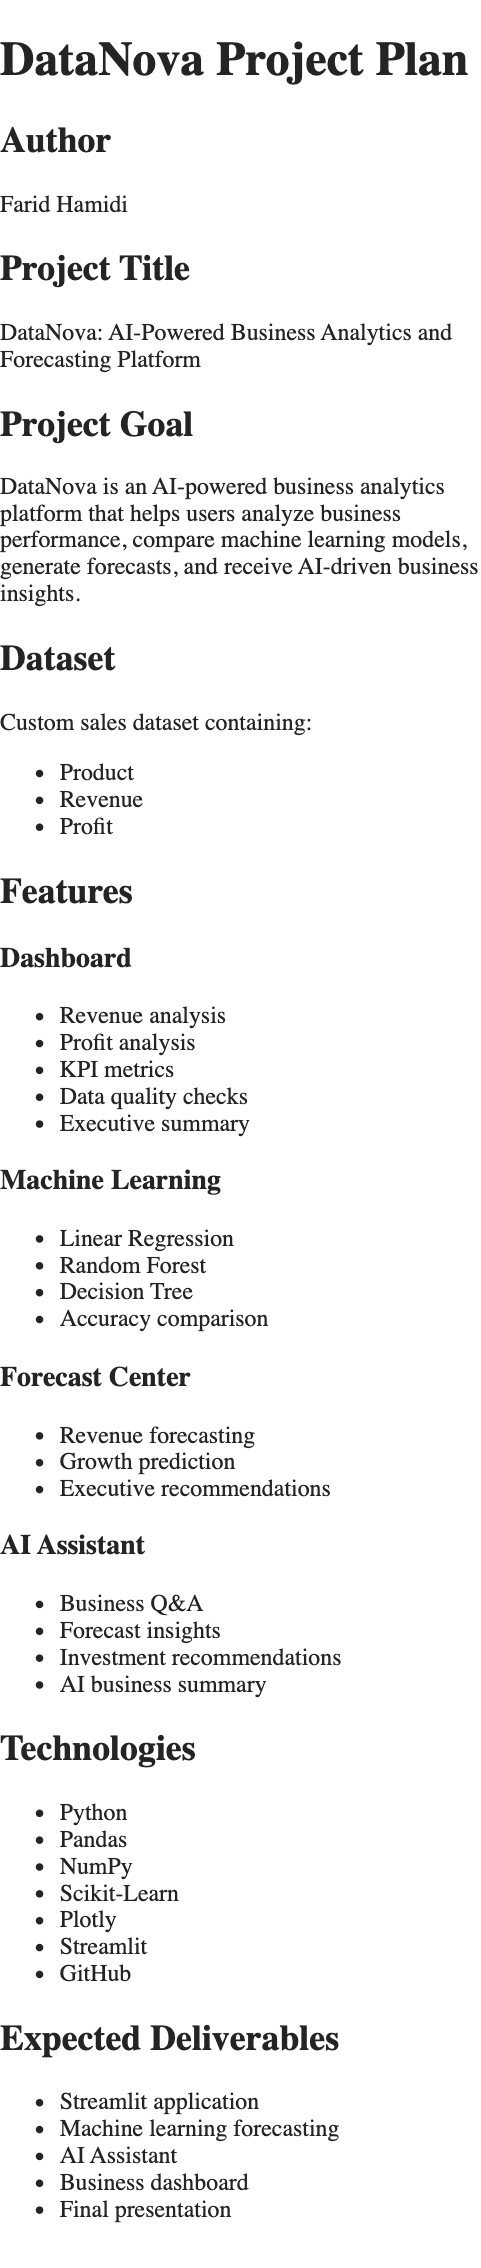 DataNova Project Plan
Author
Farid Hamidi
Project Title
DataNova: AI-Powered Business Analytics and
Forecasting Platform
Project Goal
DataNova is an AI-powered business analytics
platform that helps users analyze business
performance, compare machine learning models,
generate forecasts, and receive AI-driven business
insights.
Dataset
Custom sales dataset containing:
• Product
• Revenue
• Profit
Features
Dashboard
• Revenue analysis
• Profit analysis
• KPI metrics
• Data quality checks
• Executive summary
Machine Learning
• Linear Regression
• Random Forest
• Decision Tree
• Accuracy comparison
Forecast Center
• Revenue forecasting
• Growth prediction
• Executive recommendations
AI Assistant
• Business Q&A
• Forecast insights
• Investment recommendations
• AI business summary
Technologies
• Python
• Pandas
• NumPy
• Scikit-Learn
• Plotly
• Streamlit
• GitHub
Expected Deliverables
• Streamlit application
• Machine learning forecasting
• AI Assistant
• Business dashboard
• Final presentation